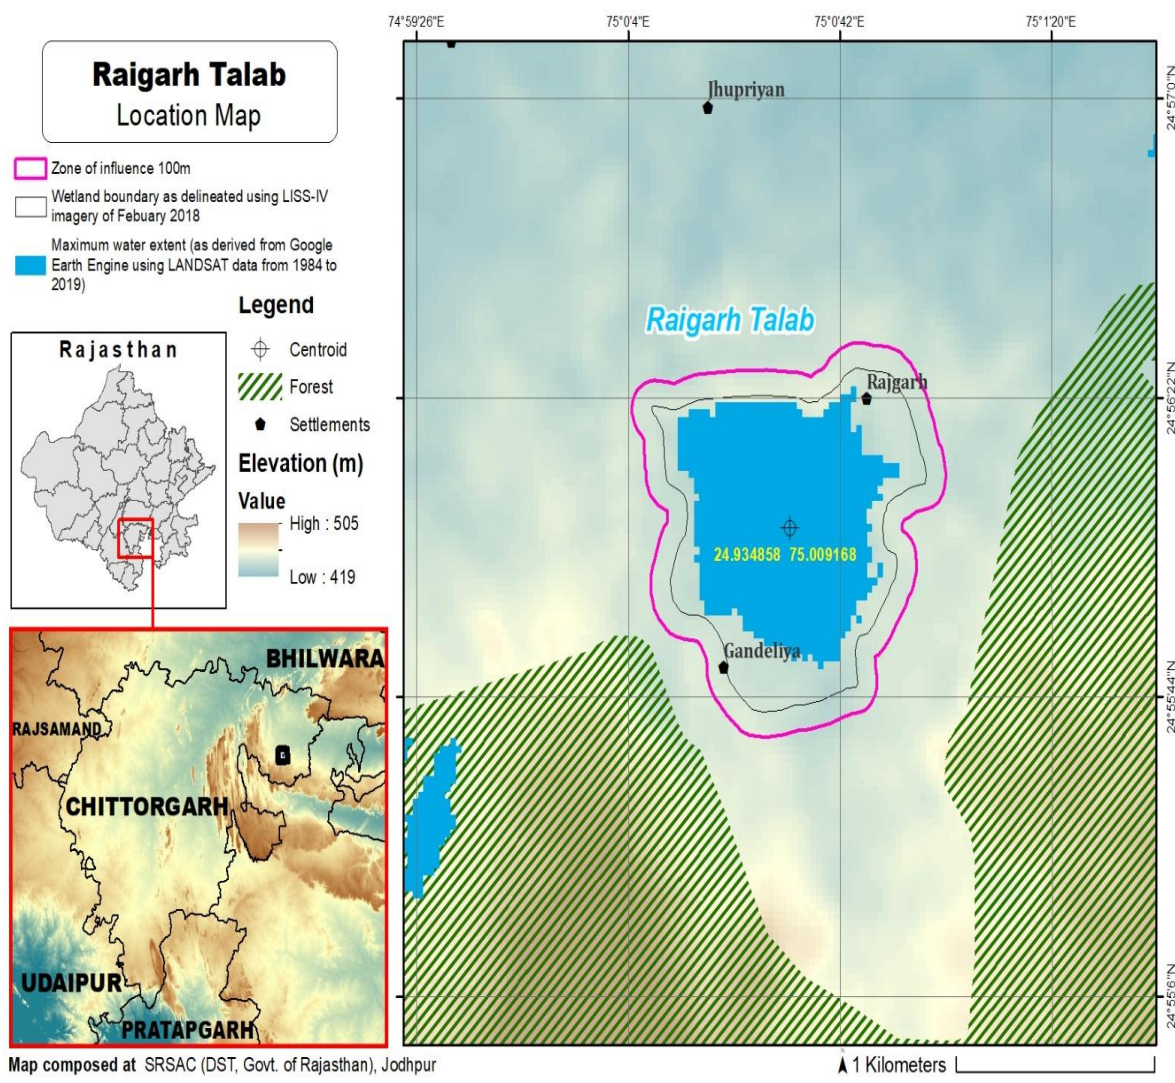 74°59'26"E
75°0'4"E
75°0'42"E
75°1'20"E
Raigarh Talab
Location Map
Zone of influence 100m
Wetland boundary as delineated using LISS-IV
imagery of Febuary 2018
Maximum water extent (as derived from Google
Earth Engine using LANDSAT data from 1984 to
2019)
Legend
Centroid
Forest
Settlements
Elevation (m)
Value
High : 505
Low : 419
Rajasthan
BHILWARA
RAJSAMAND
CHITTORGARH
UDAIPUR
PRATAPGARH
Map composed at SRSAC (DST, Govt. of Rajasthan), Jodhpur
Jhupriyan
Raigarh Talab
Rajgarh
24.934858 75.009168
Gandeliya
24°57'0"N
24°56'22"N
24°55'44"N
24°55'6"N
1 Kilometers